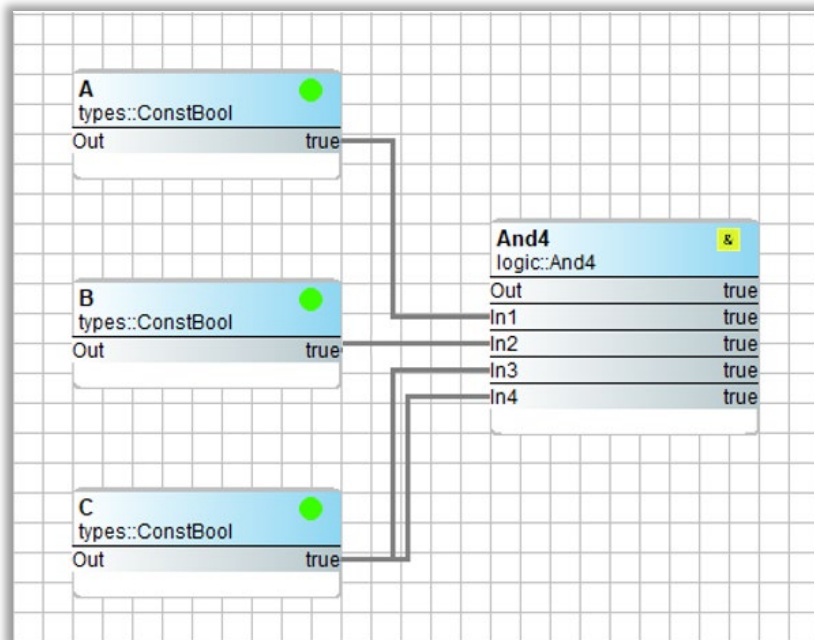 A
types::ConstBool
Out true
B
types::ConstBool
Out true
C
types::ConstBool
Out true
And4 &
logic::And4
Out true
In1 true
In2 true
In3 true
In4 true